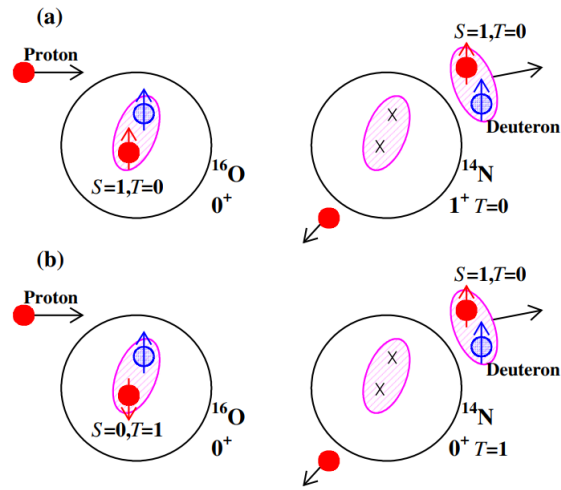 (a)
Proton
S=1,T=0
¹⁶O
0⁺
S=1,T=0
Deuteron
¹⁴N
1⁺ T=0
X
X
(b)
Proton
S=0,T=1
¹⁶O
0⁺
S=1,T=0
Deuteron
¹⁴N
0⁺ T=1
X
X